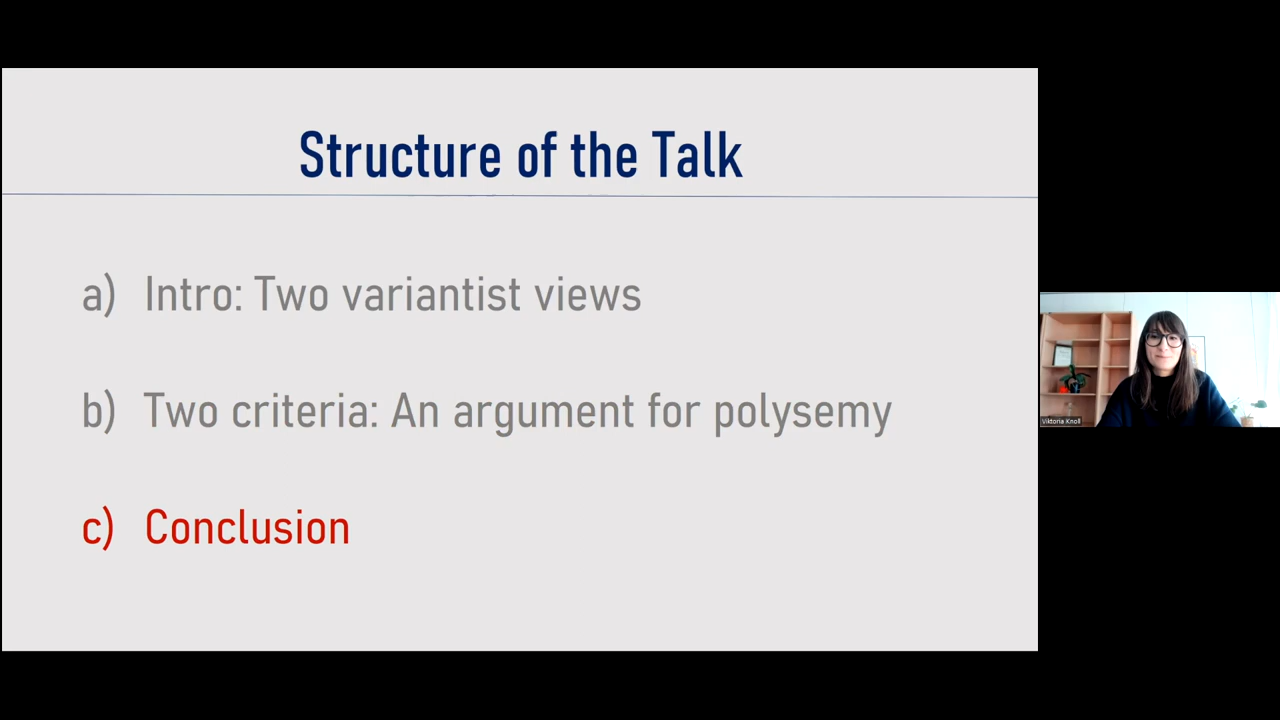 Structure of the Talk
a) Intro: Two variantist views
b) Two criteria: An argument for polysemy
c) Conclusion
Viktoria Knoll